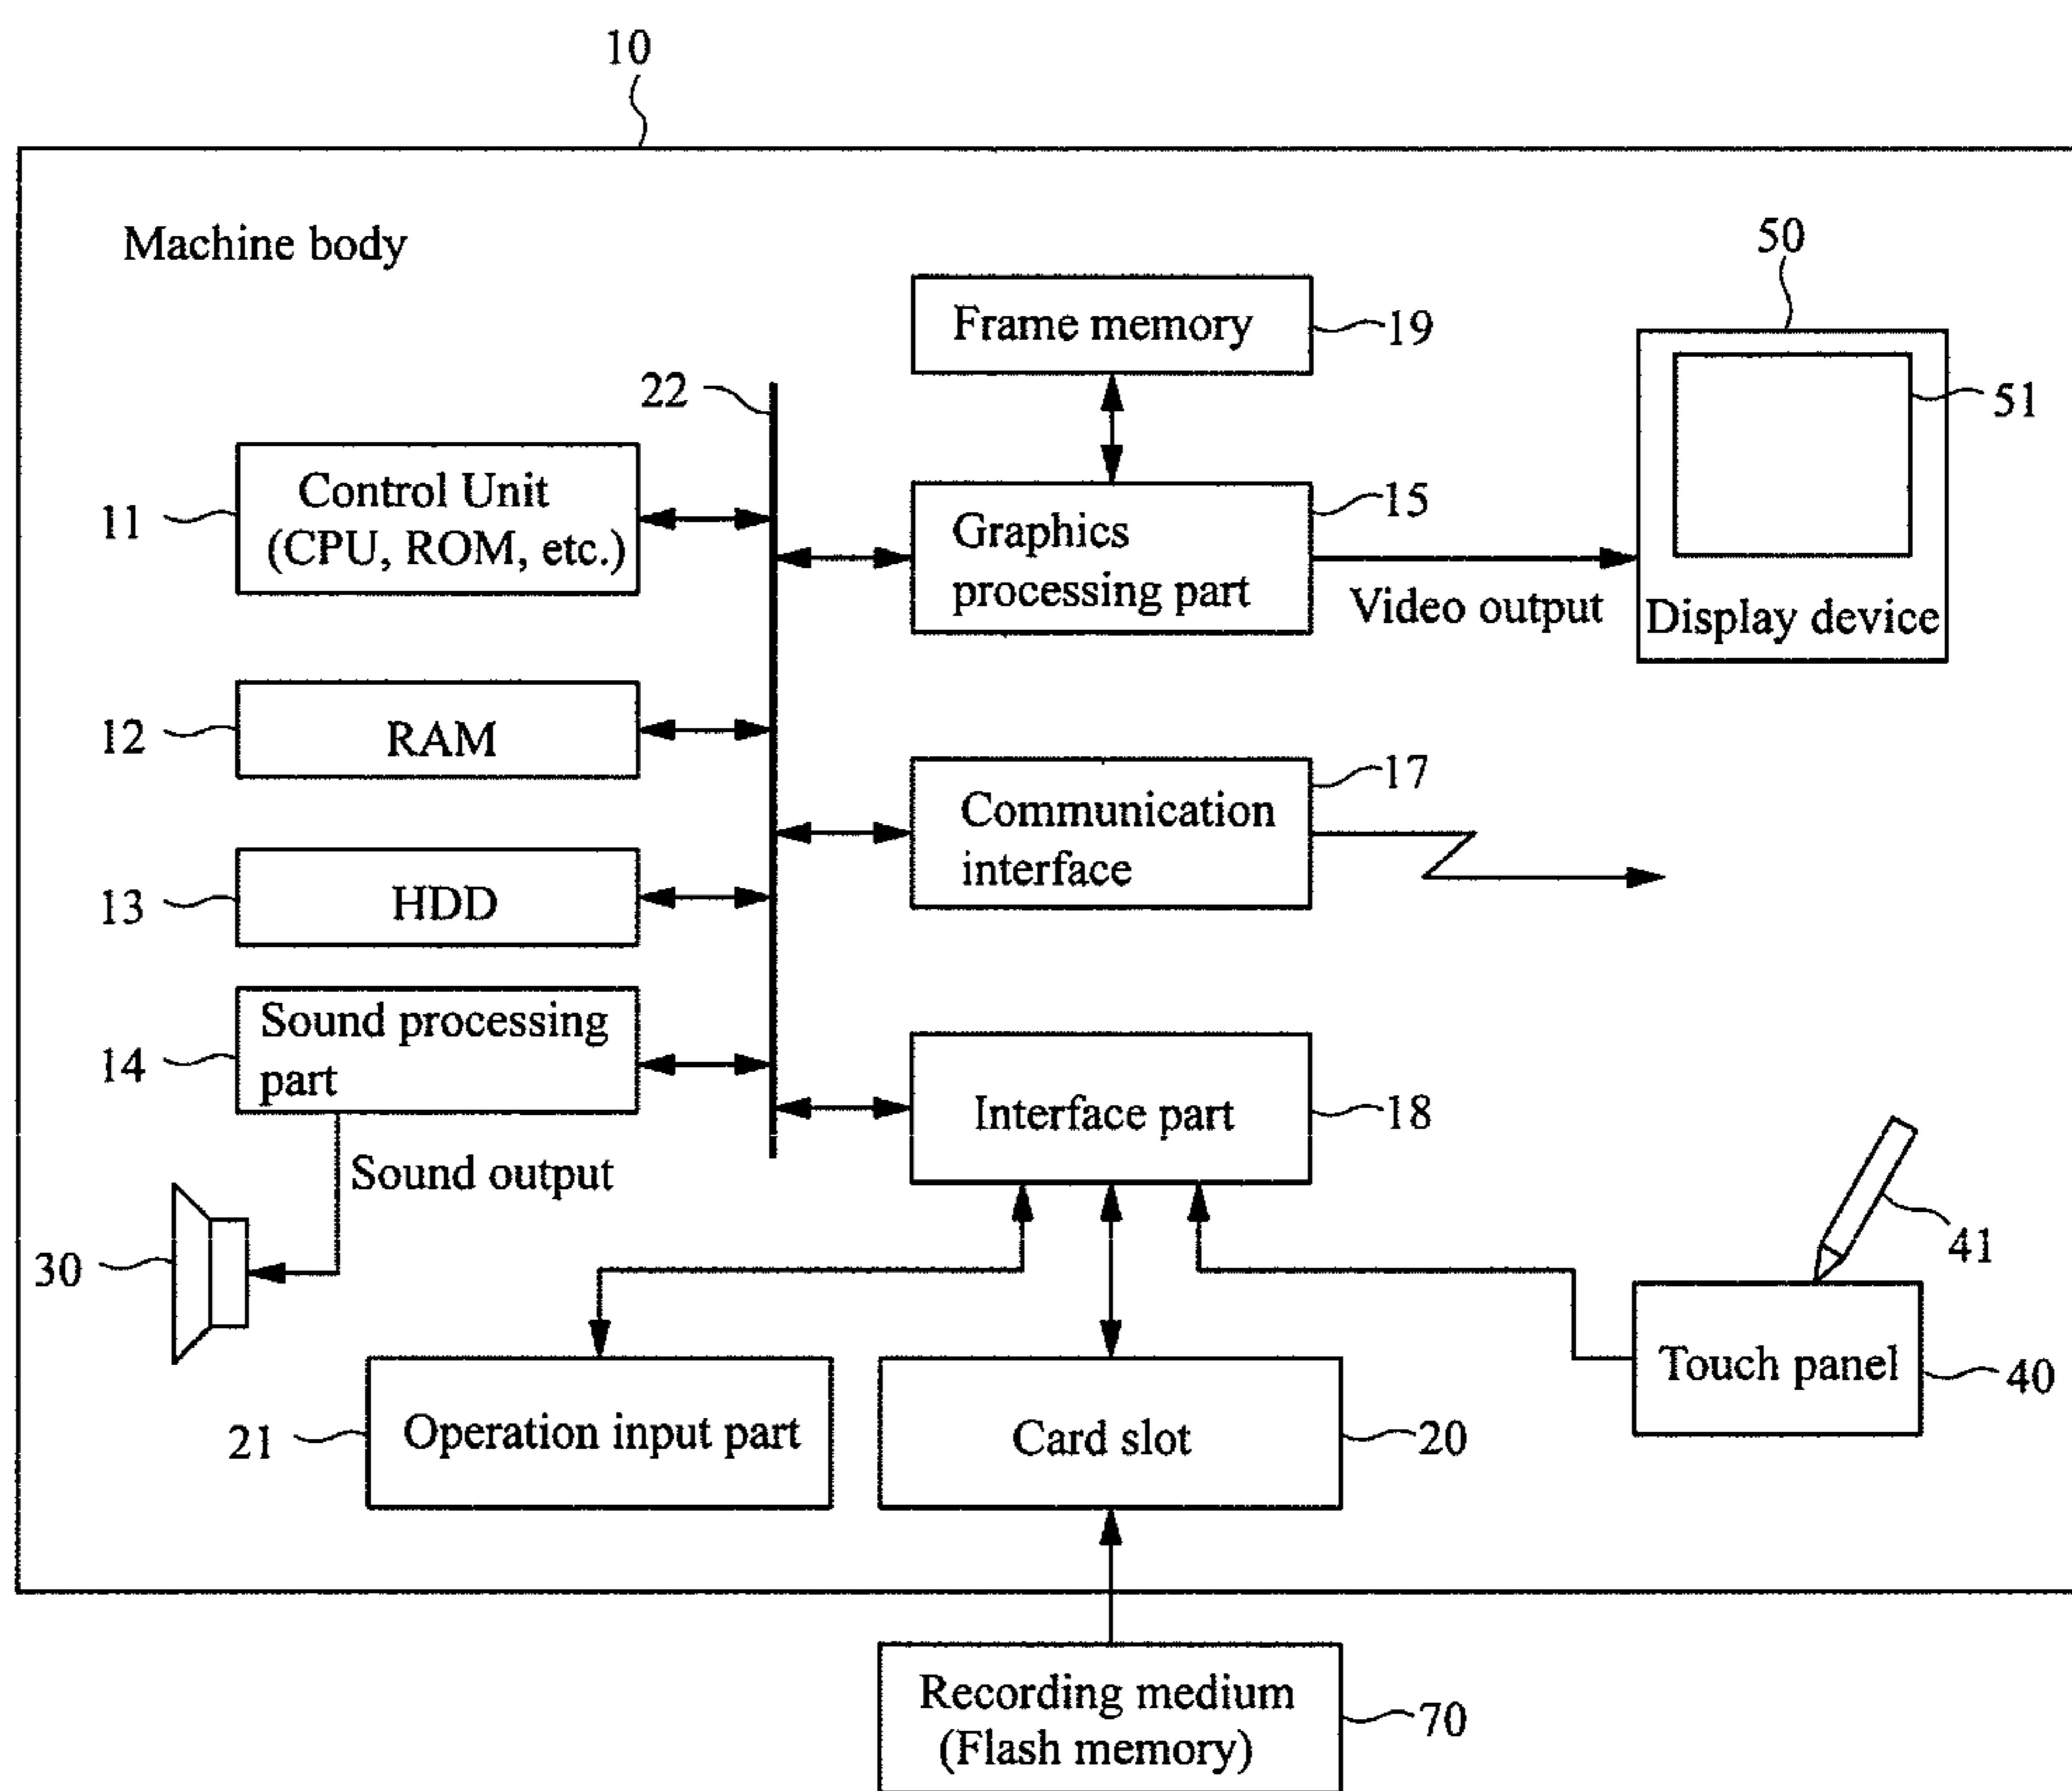 10
Machine body
50
Frame memory
19
51
22
Control Unit
(CPU, ROM, etc.)
11
15
Graphics
processing part
Video output
Display device
RAM
12
17
Communication
interface
HDD
13
Sound processing
part
14
Interface part
18
Sound output
30
41
Touch panel
40
Operation input part
21
Card slot
20
Recording medium
(Flash memory)
70